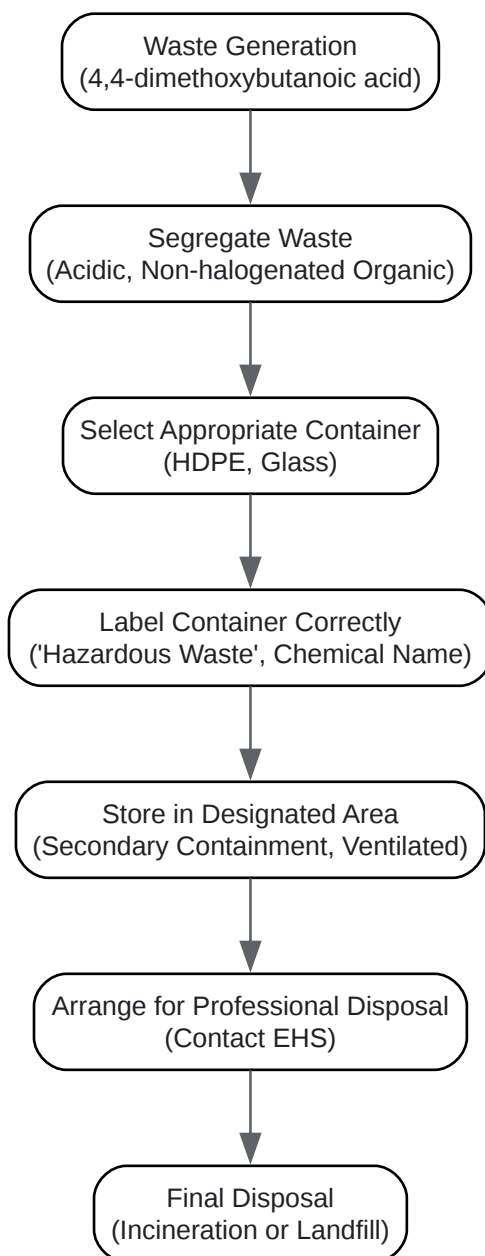 Waste Generation
(4,4-dimethoxybutanoic acid)
Segregate Waste
(Acidic, Non-halogenated Organic)
Select Appropriate Container
(HDPE, Glass)
Label Container Correctly
('Hazardous Waste', Chemical Name)
Store in Designated Area
(Secondary Containment, Ventilated)
Arrange for Professional Disposal
(Contact EHS)
Final Disposal
(Incineration or Landfill)